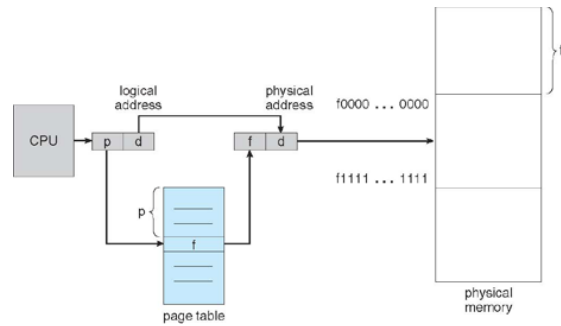 logical
address
physical
address
f0000 ... 0000
f
CPU
p
d
f
d
f1111 ... 1111
p
f
page table
physical
memory